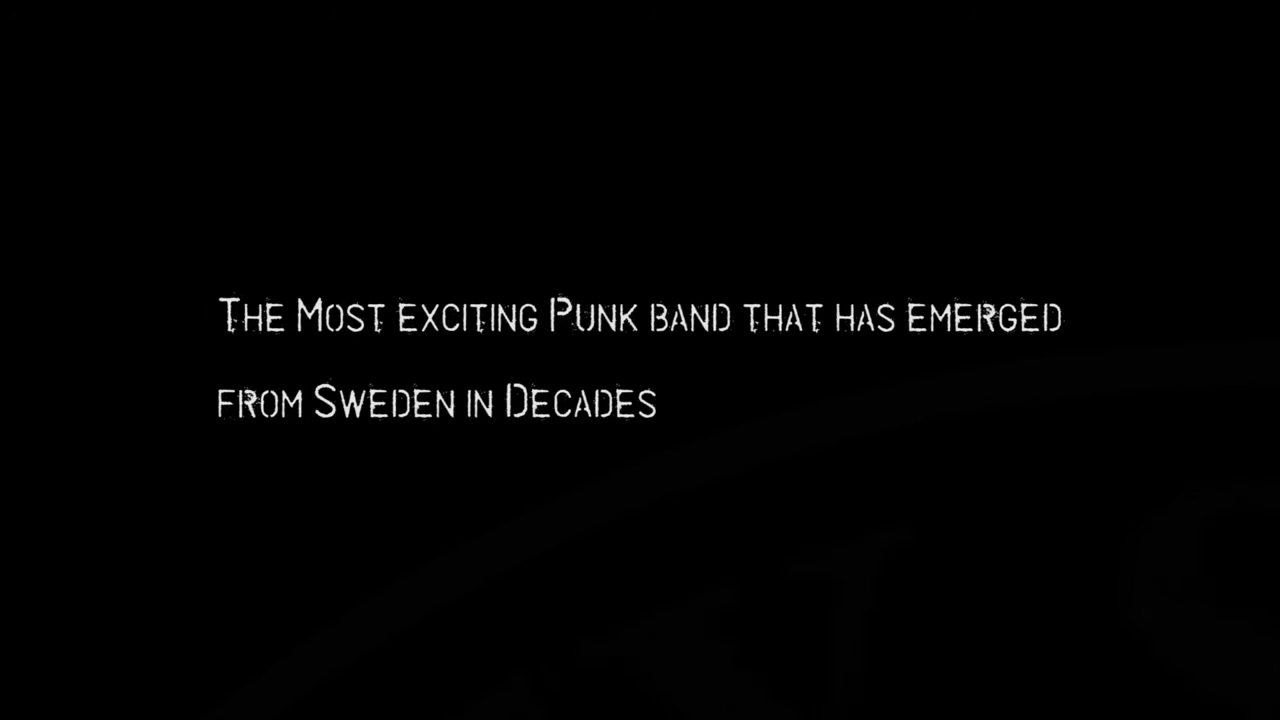 The Most exciting Punk band that has emerged
from Sweden in Decades